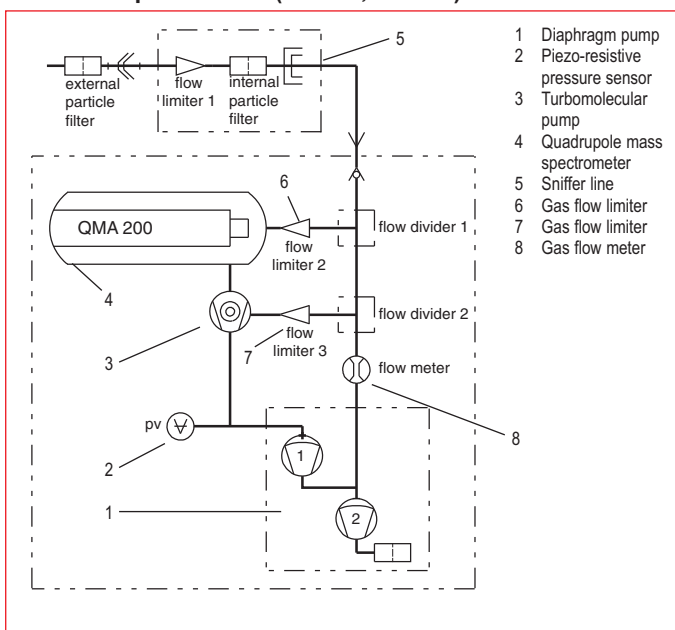 5
external
particle
filter
flow
limiter 1
internal
particle
filter
6
QMA 200
flow
limiter 2
flow divider 1
4
flow divider 2
3
7
flow
limiter 3
flow meter
pv
2
1
8
1
2
1 Diaphragm pump
2 Piezo-resistive
pressure sensor
3 Turbomolecular
pump
4 Quadrupole mass
spectrometer
5 Sniffer line
6 Gas flow limiter
7 Gas flow limiter
8 Gas flow meter